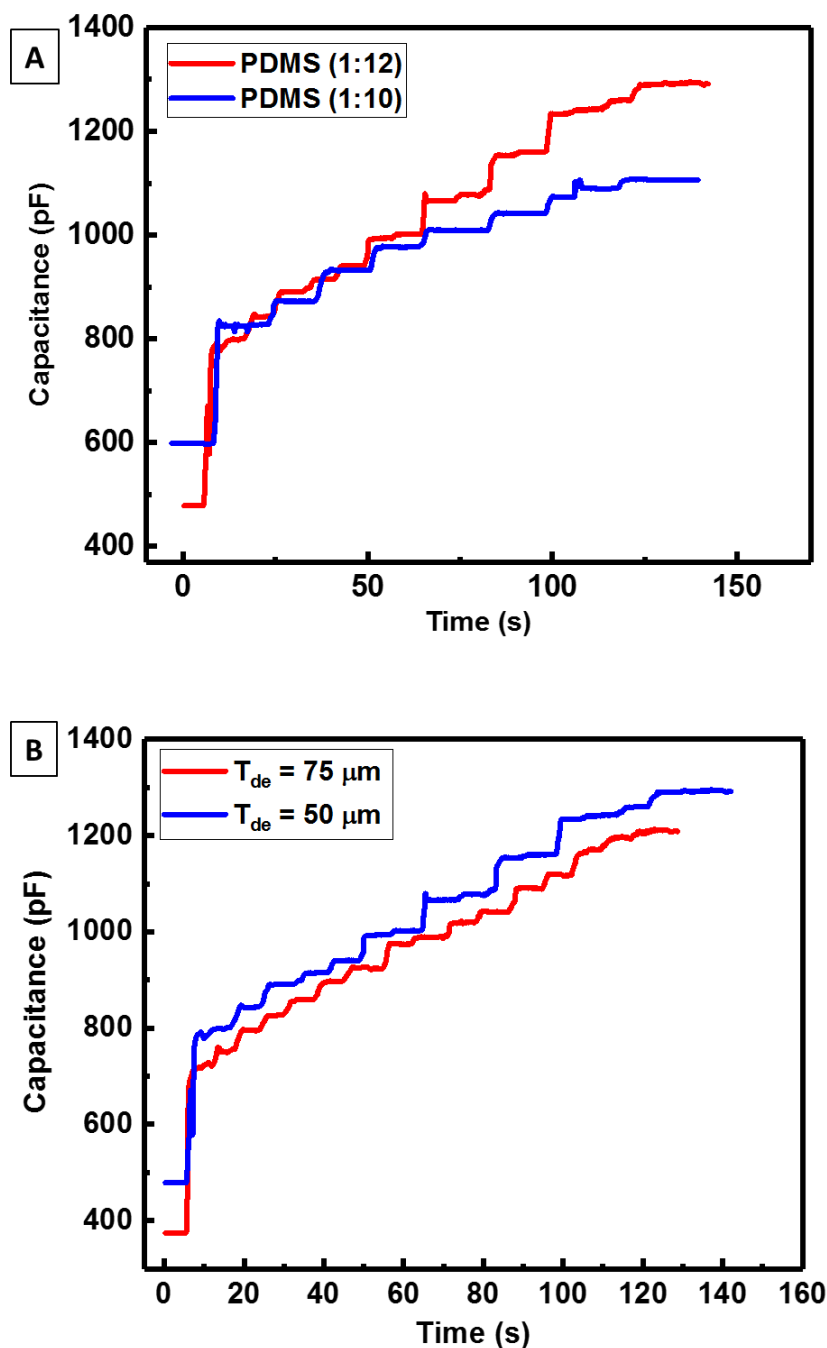 A
1400
1200
1000
800
600
400
Capacitance (pF)
PDMS (1:12)
PDMS (1:10)
0 50 100 150
Time (s)
B
1400
1200
1000
800
600
400
Capacitance (pF)
T_de = 75 μm
T_de = 50 μm
0 20 40 60 80 100 120 140 160
Time (s)